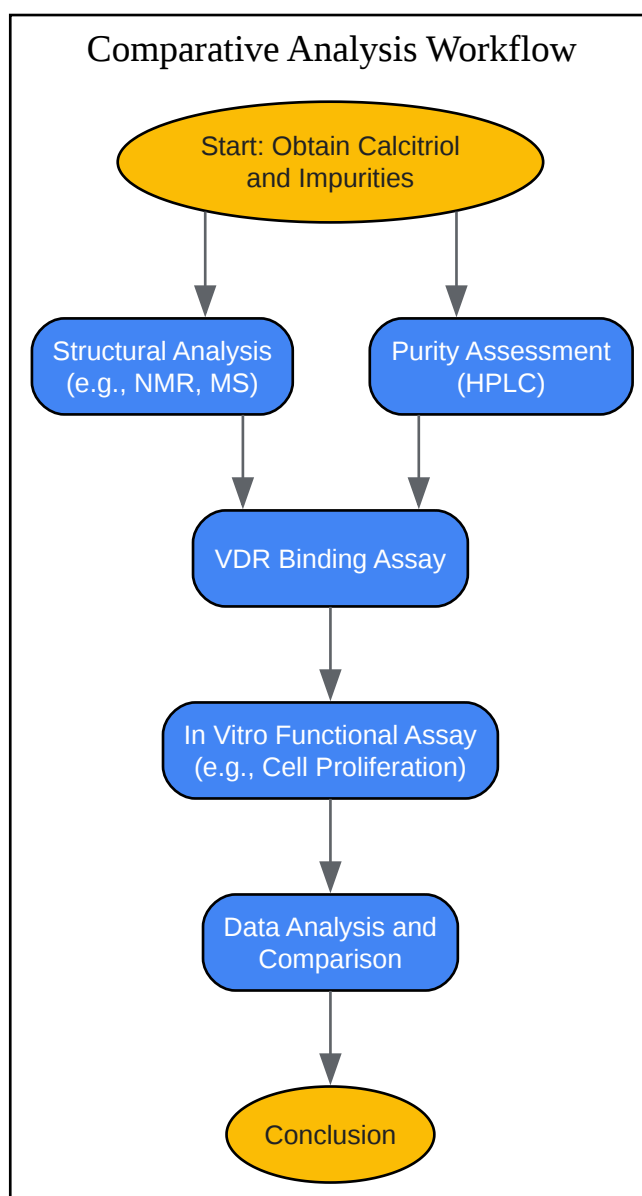 Comparative Analysis Workflow
Start: Obtain Calcitriol
and Impurities
Structural Analysis
(e.g., NMR, MS)
Purity Assessment
(HPLC)
VDR Binding Assay
In Vitro Functional Assay
(e.g., Cell Proliferation)
Data Analysis and
Comparison
Conclusion